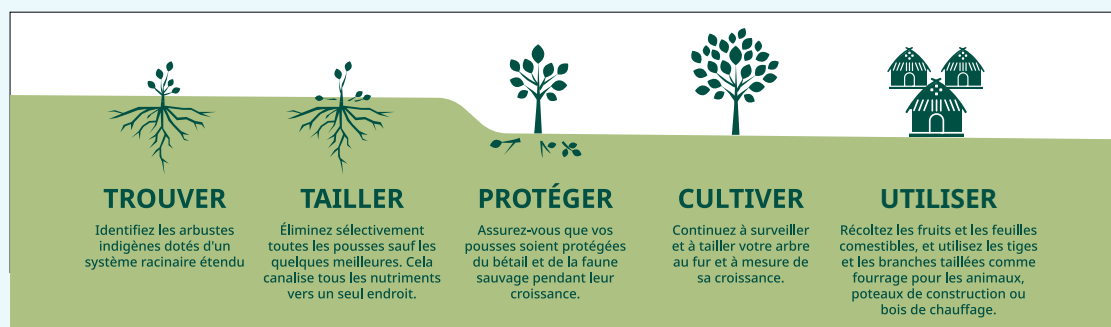 TROUVER
Identifiez les arbustes
indigènes dotés d'un
système racinaire étendu
TAILLER
Éliminez sélectivement
toutes les pousses sauf les
quelques meilleures. Cela
canalise tous les nutriments
vers un seul endroit.
PROTÉGER
Assurez-vous que vos
pousses soient protégées
du bétail et de la faune
sauvage pendant leur
croissance.
CULTIVER
Continuez à surveiller
et à tailler votre arbre
au fur et à mesure de
sa croissance.
UTILISER
Récoltez les fruits et les feuilles
comestibles, et utilisez les tiges
et les branches taillées comme
fourrage pour les animaux,
poteaux de construction ou
bois de chauffage.